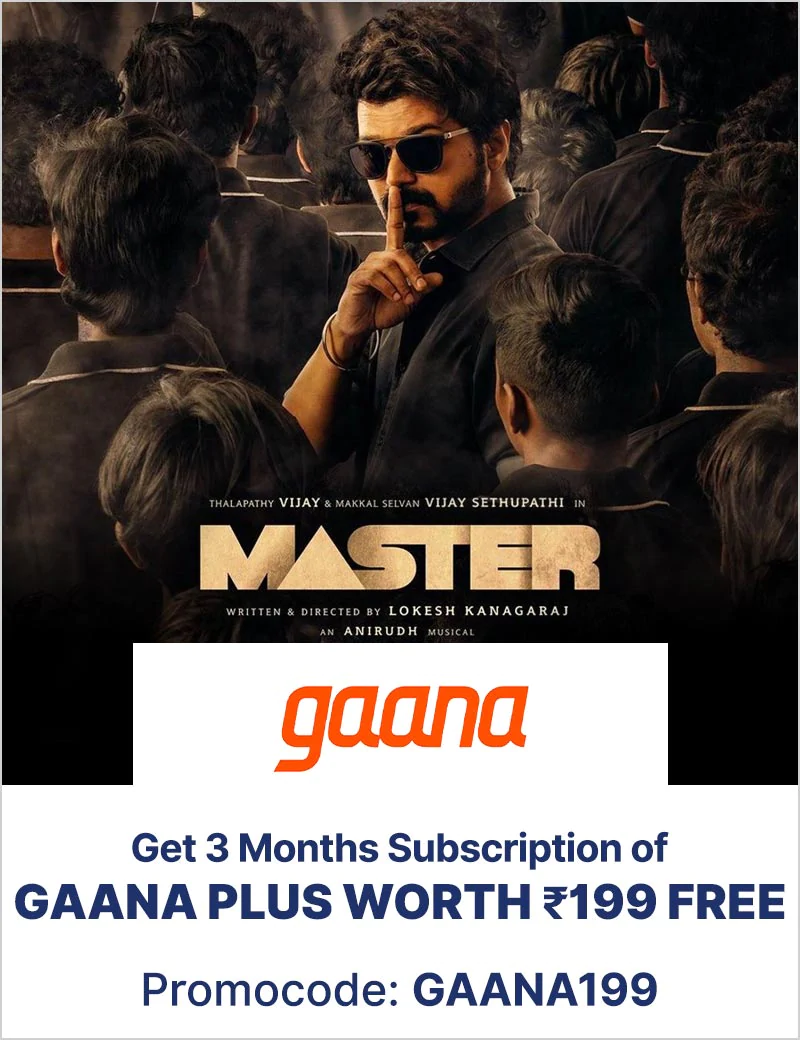 THALAPATHY VIJAY & MAKKAL SELVAN VIJAY SETHUPATHI IN
MASTER
WRITTEN & DIRECTED BY LOKESH KANAGARAJ
AN ANIRUDH MUSICAL
gaana
Get 3 Months Subscription of
GAANA PLUS WORTH ₹199 FREE
Promocode: GAANA199